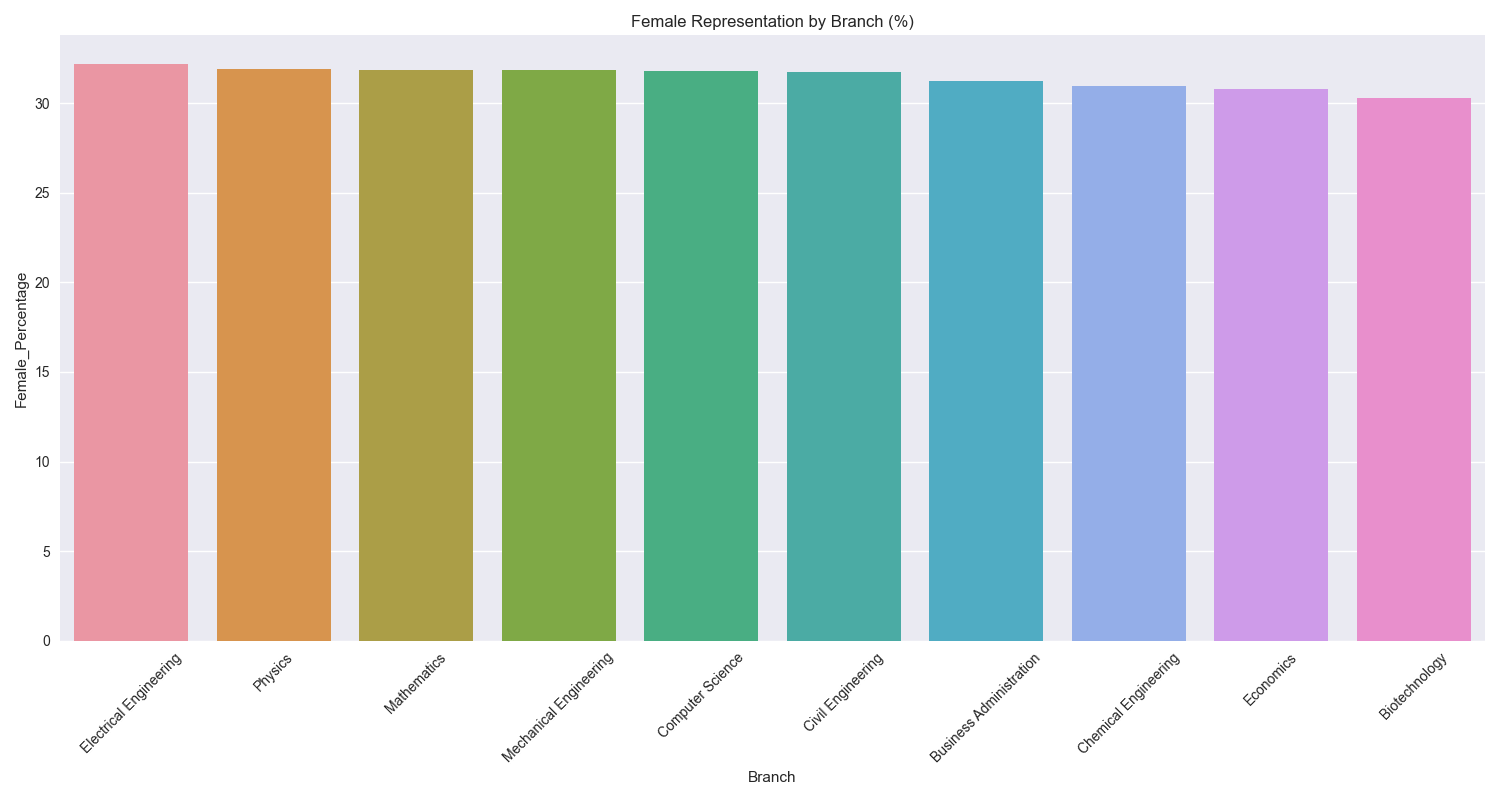 Female Representation by Branch (%)
Female_Percentage
30
25
20
15
10
5
0
Electrical Engineering
Physics
Mathematics
Mechanical Engineering
Computer Science
Civil Engineering
Business Administration
Chemical Engineering
Economics
Biotechnology
Branch